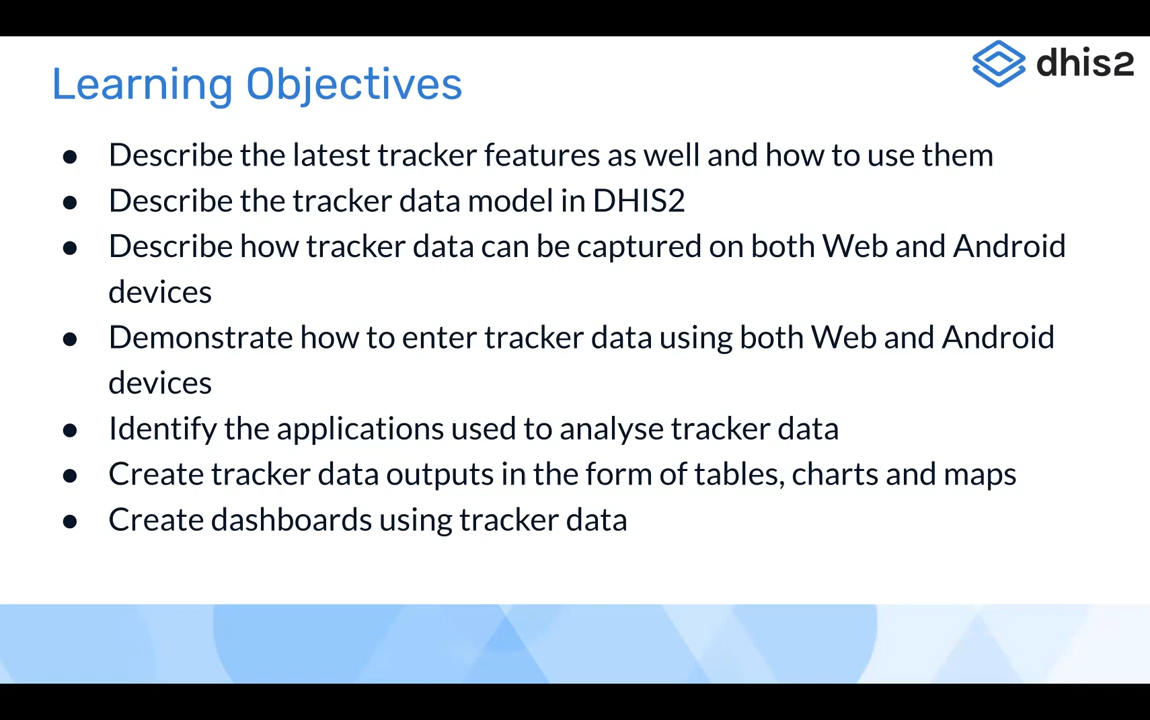 dhis2
Learning Objectives
● Describe the latest tracker features as well and how to use them
● Describe the tracker data model in DHIS2
● Describe how tracker data can be captured on both Web and Android
devices
● Demonstrate how to enter tracker data using both Web and Android
devices
● Identify the applications used to analyse tracker data
● Create tracker data outputs in the form of tables, charts and maps
● Create dashboards using tracker data